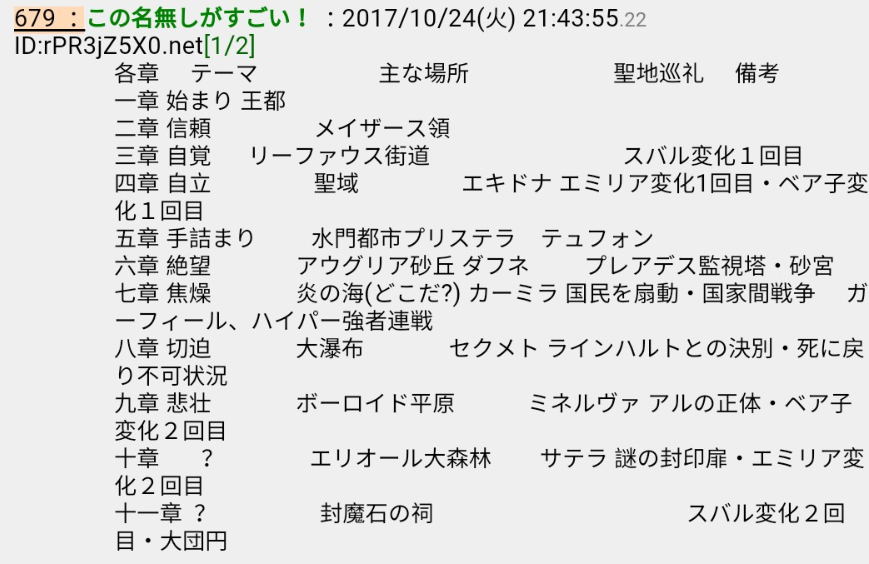 679 ：この名無しがすごい！ ：2017/10/24(火) 21:43:55.22
ID:rPR3jZ5X0.net[1/2]
各章　テーマ　　　　　主な場所　　　　　　聖地巡礼　備考
一章 始まり 王都
二章 信頼　　　　メイザース領
三章 自覚　リーファウス街道　　　　　　　　スバル変化１回目
四章 自立　　　　聖域　　　　エキドナ エミリア変化1回目・ベア子変
化１回目
五章 手詰まり　　水門都市プリステラ　テュフォン
六章 絶望　　　アウグリア砂丘 ダフネ　　プレアデス監視塔・砂宮
七章 焦燥　　　炎の海(どこだ?) カーミラ 国民を扇動・国家間戦争　ガ
ーフィール、ハイパー強者連戦
八章 切迫　　　大瀑布　　　セクメト ラインハルトとの決別・死に戻
り不可状況
九章 悲壮　　　ボーロイド平原　　　ミネルヴァ アルの正体・ベア子
変化２回目
十章　？　　　　エリオール大森林　　サテラ 謎の封印扉・エミリア変
化２回目
十一章 ？　　　　封魔石の祠　　　　　　　　　　スバル変化２回
目・大団円